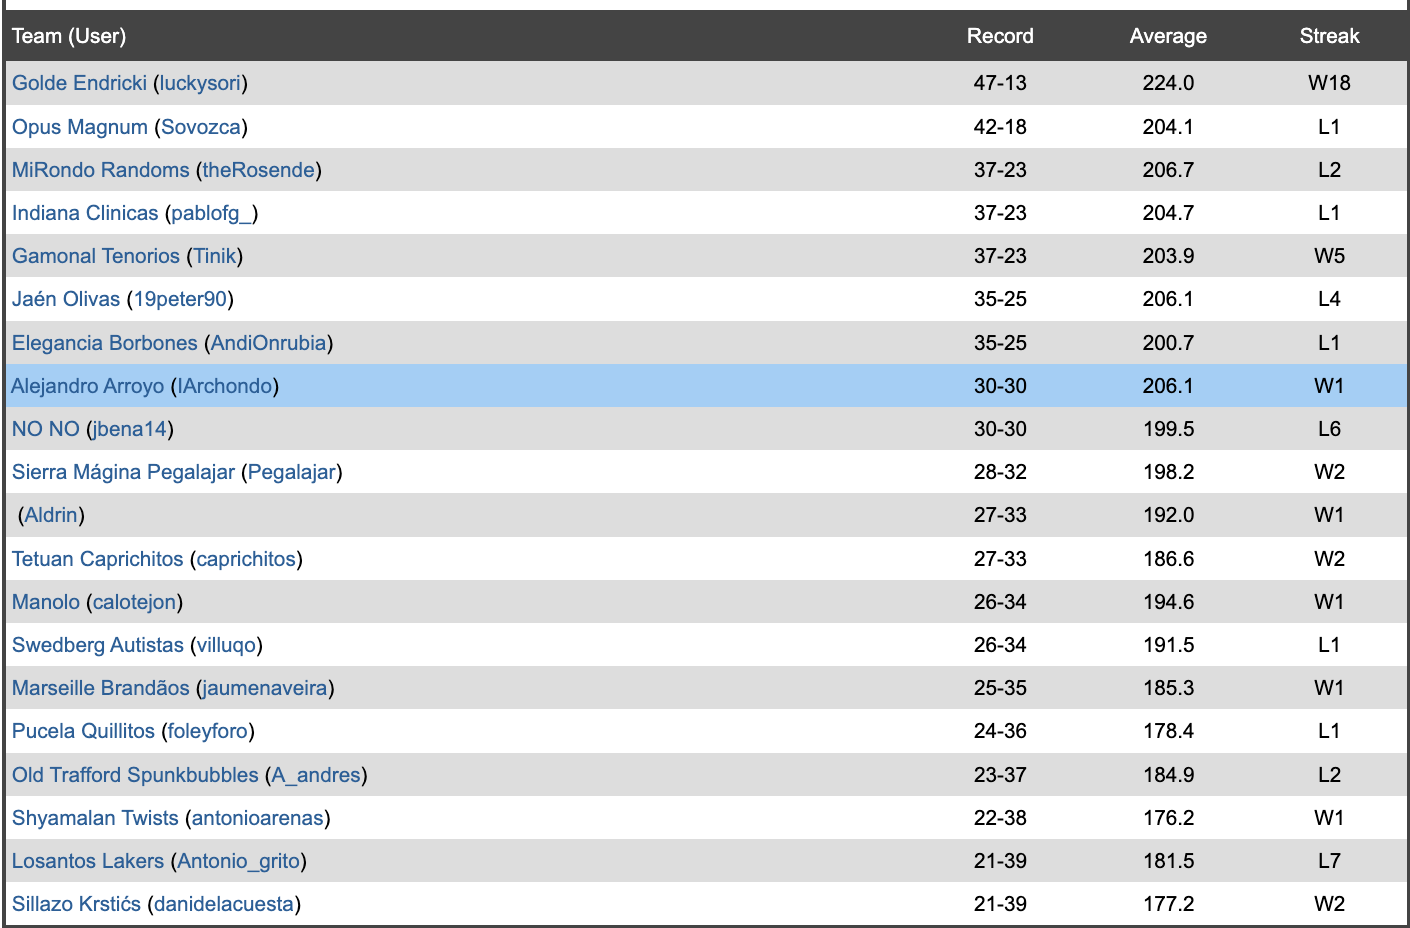 Team (User) Record Average Streak
Golde Endricki (luckysori) 47-13 224.0 W18
Opus Magnum (Sovozca) 42-18 204.1 L1
MiRondo Randoms (theRosende) 37-23 206.7 L2
Indiana Clinicas (pablofg_) 37-23 204.7 L1
Gamonal Tenorios (Tinik) 37-23 203.9 W5
Jaén Olivas (19peter90) 35-25 206.1 L4
Elegancia Borbones (AndiOnrubia) 35-25 200.7 L1
Alejandro Arroyo (IArchondo) 30-30 206.1 W1
NO NO (jbena14) 30-30 199.5 L6
Sierra Mágina Pegalajar (Pegalajar) 28-32 198.2 W2
(Aldrin) 27-33 192.0 W1
Tetuan Caprichitos (caprichitos) 27-33 186.6 W2
Manolo (calotejon) 26-34 194.6 W1
Swedberg Autistas (villuqo) 26-34 191.5 L1
Marseille Brandãos (jaumenaveira) 25-35 185.3 W1
Pucela Quillitos (foleyforo) 24-36 178.4 L1
Old Trafford Spunkbubbles (A_andres) 23-37 184.9 L2
Shyamalan Twists (antonioarenas) 22-38 176.2 W1
Losantos Lakers (Antonio_grito) 21-39 181.5 L7
Sillazo Krstićs (danidelacuesta) 21-39 177.2 W2